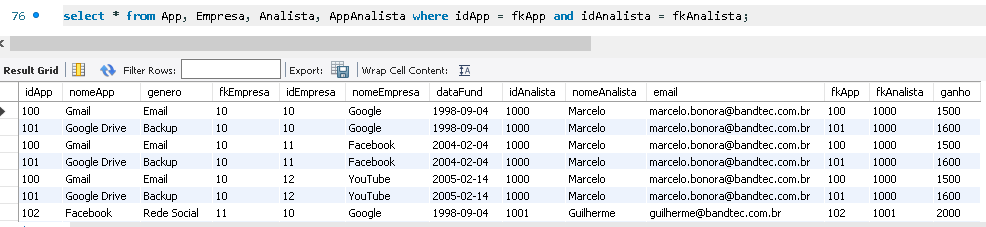 76 select * from App, Empresa, Analista, AppAnalista where idApp = fkApp and idAnalista = fkAnalista;
Result Grid Filter Rows: Export: Wrap Cell Content: IA
idApp nomeApp genero fkEmpresa idEmpresa nomeEmpresa dataFund idAnalista nomeAnalista email fkApp fkAnalista ganho
100 Gmail Email 10 10 Google 1998-09-04 1000 Marcelo marcelo.bonora@bandtec.com.br 100 1000 1500
101 Google Drive Backup 10 10 Google 1998-09-04 1000 Marcelo marcelo.bonora@bandtec.com.br 101 1000 1600
100 Gmail Email 10 11 Facebook 2004-02-04 1000 Marcelo marcelo.bonora@bandtec.com.br 100 1000 1500
101 Google Drive Backup 10 11 Facebook 2004-02-04 1000 Marcelo marcelo.bonora@bandtec.com.br 101 1000 1600
100 Gmail Email 10 12 YouTube 2005-02-14 1000 Marcelo marcelo.bonora@bandtec.com.br 100 1000 1500
101 Google Drive Backup 10 12 YouTube 2005-02-14 1000 Marcelo marcelo.bonora@bandtec.com.br 101 1000 1600
102 Facebook Rede Social 11 10 Google 1998-09-04 1001 Guilherme guilherme@bandtec.com.br 102 1001 2000